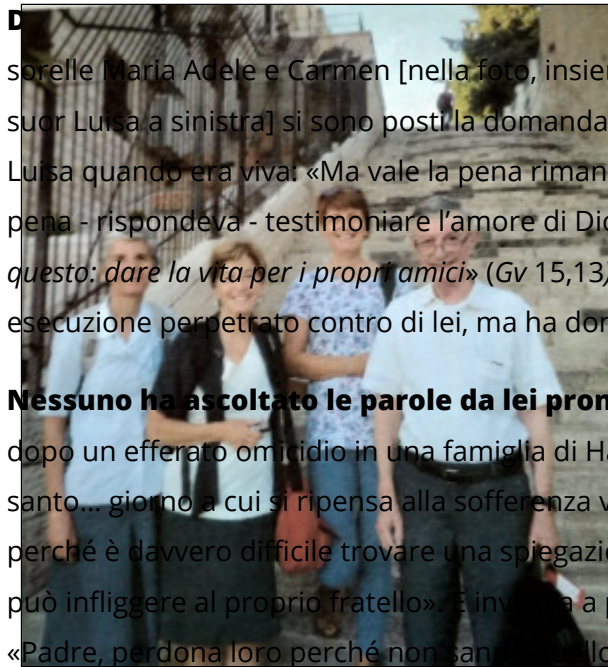 D
sorelle Maria Adele e Carmen [nella foto, insie
suor Luisa a sinistra] si sono posti la domanda
Luisa quando era viva: «Ma vale la pena riman
pena - rispondeva - testimoniare l’amore di Di
questo: dare la vita per i propri amici» (Gv 15,13
esecuzione perpetrato contro di lei, ma ha do
Nessuno ha ascoltato le parole da lei pron
dopo un efferato omicidio in una famiglia di Ha
santo... giorno a cui si ripensa alla sofferenza v
perché è davvero difficile trovare una spiegazi
può infliggere al proprio fratello». E a p
«Padre, perdona loro perché non